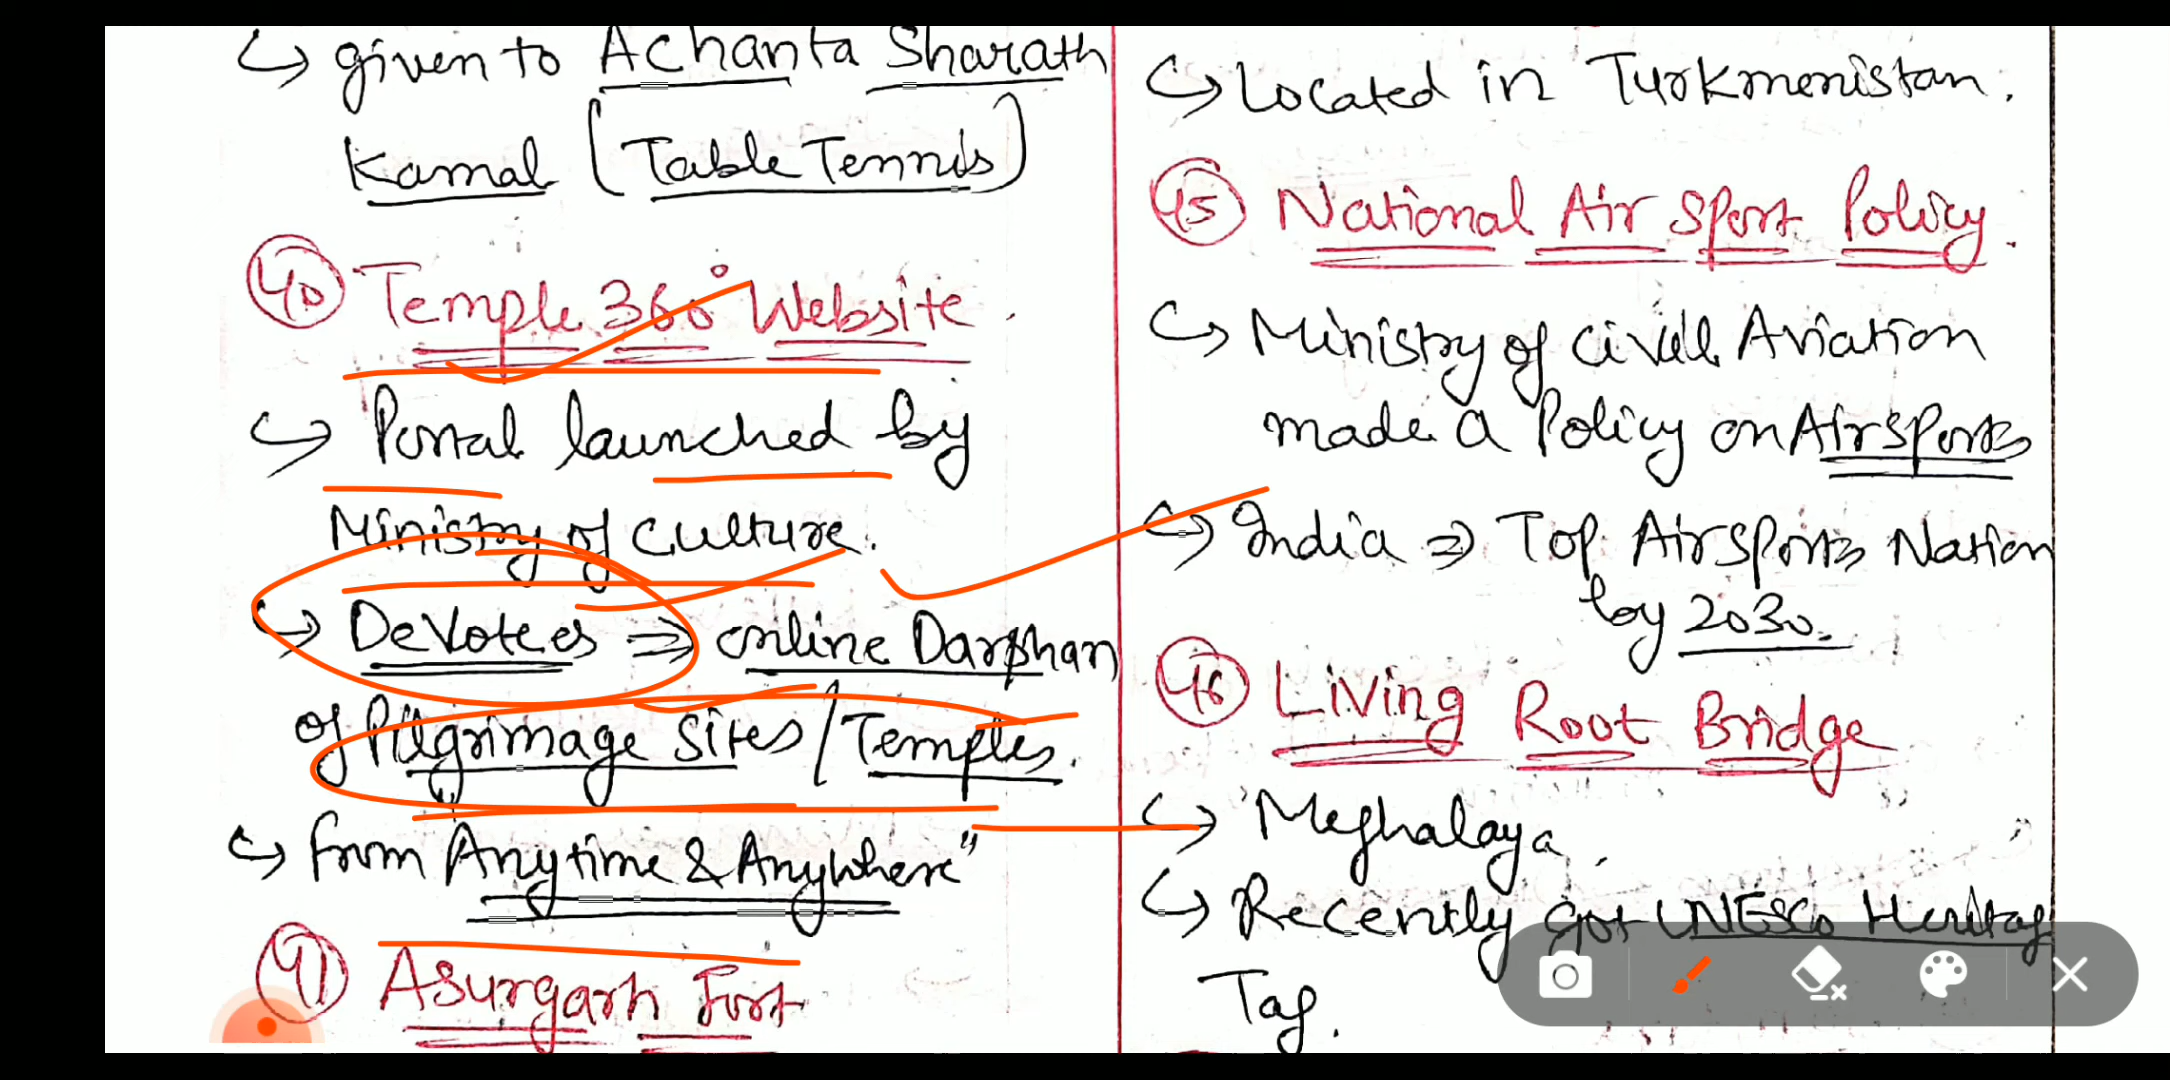 ↳ given to Achanta Sharath
Kamal (Table Tennis)
40 Temple 360° Website.
↳ Portal launched by
Ministry of Culture.
↳ Devotees ⇒ online Darshan
of Pilgrimage Sites/Temples.
↳ from Anytime & Anywhere"
41 Asurgarh Fort
↳ Located in Turkmenistan.
45 National Air Sport Policy.
↳ Ministry of Civil Aviation
made a Policy on Airsports
↳ India ⇒ Top Airsports Nation
by 2030.
46 Living Root Bridge
↳ Meghalaya.
↳ Recently got UNESCO Heritag
Tag.